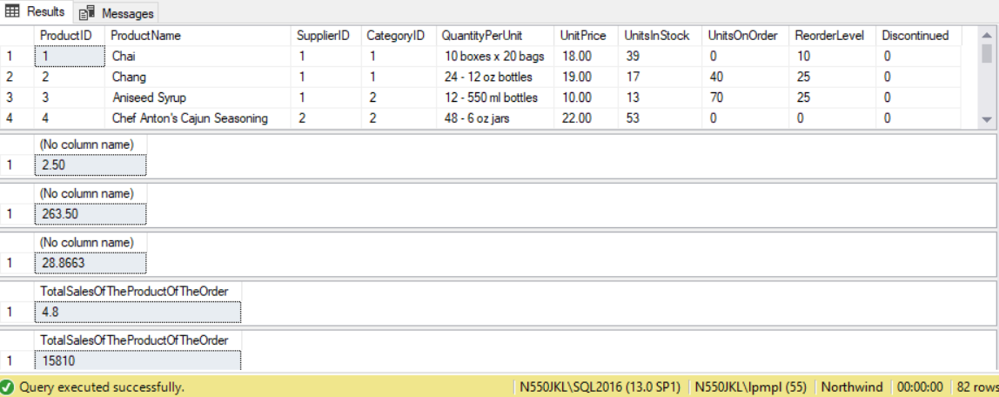 Results Messages
ProductID ProductName SupplierID CategoryID QuantityPerUnit UnitPrice UnitsInStock UnitsOnOrder ReorderLevel Discontinued
1 1 Chai 1 1 10 boxes x 20 bags 18.00 39 0 10 0
2 2 Chang 1 1 24 - 12 oz bottles 19.00 17 40 25 0
3 3 Aniseed Syrup 1 2 12 - 550 ml bottles 10.00 13 70 25 0
4 4 Chef Anton's Cajun Seasoning 2 2 48 - 6 oz jars 22.00 53 0 0 0
(No column name)
1 2.50
(No column name)
1 263.50
(No column name)
1 28.8663
TotalSalesOfTheProductOfTheOrder
1 4.8
TotalSalesOfTheProductOfTheOrder
1 15810
Query executed successfully. N550JKL\SQL2016 (13.0 SP1) N550JKL\lpmpl (55) Northwind 00:00:00 82 rows